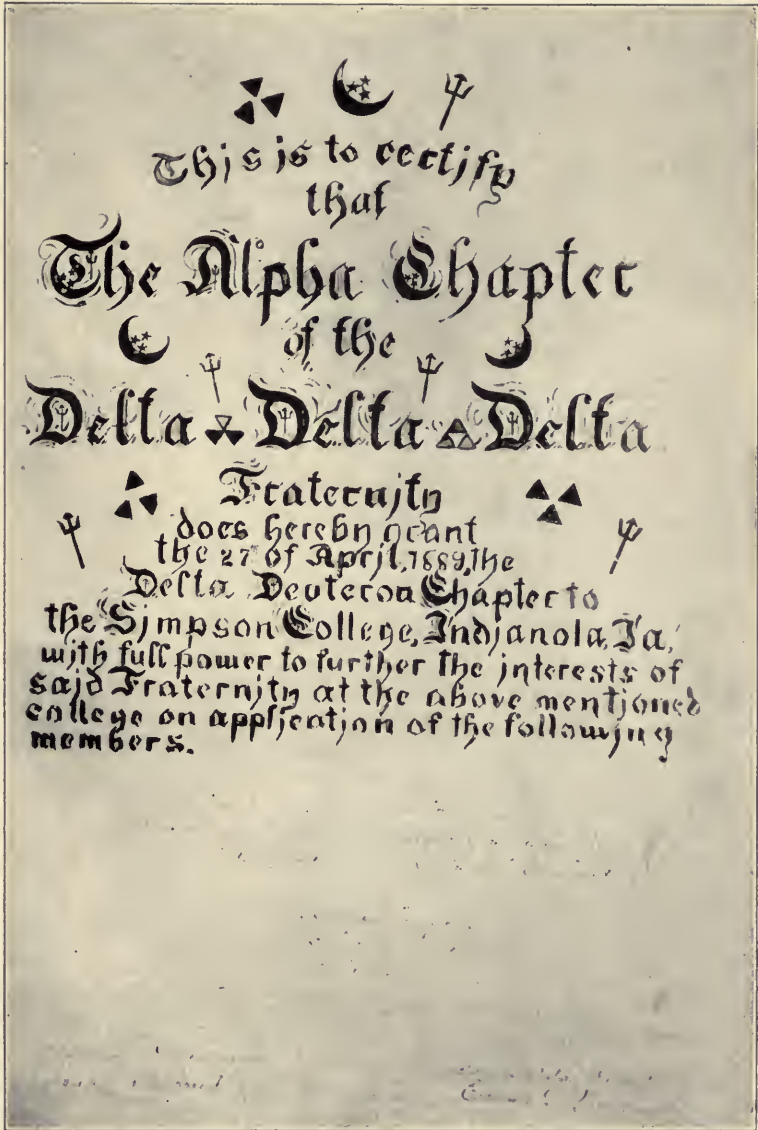 This is to certify
that
The Alpha Chapter
of the
Delta Delta Delta
Fraternity
does hereby grant
the 27 of April, 1889, the
Delta Deuteron Chapter to
the Simpson College, Indianola, Ia,
with full power to further the interests of
said Fraternity at the above mentioned
college on application of the following
members.